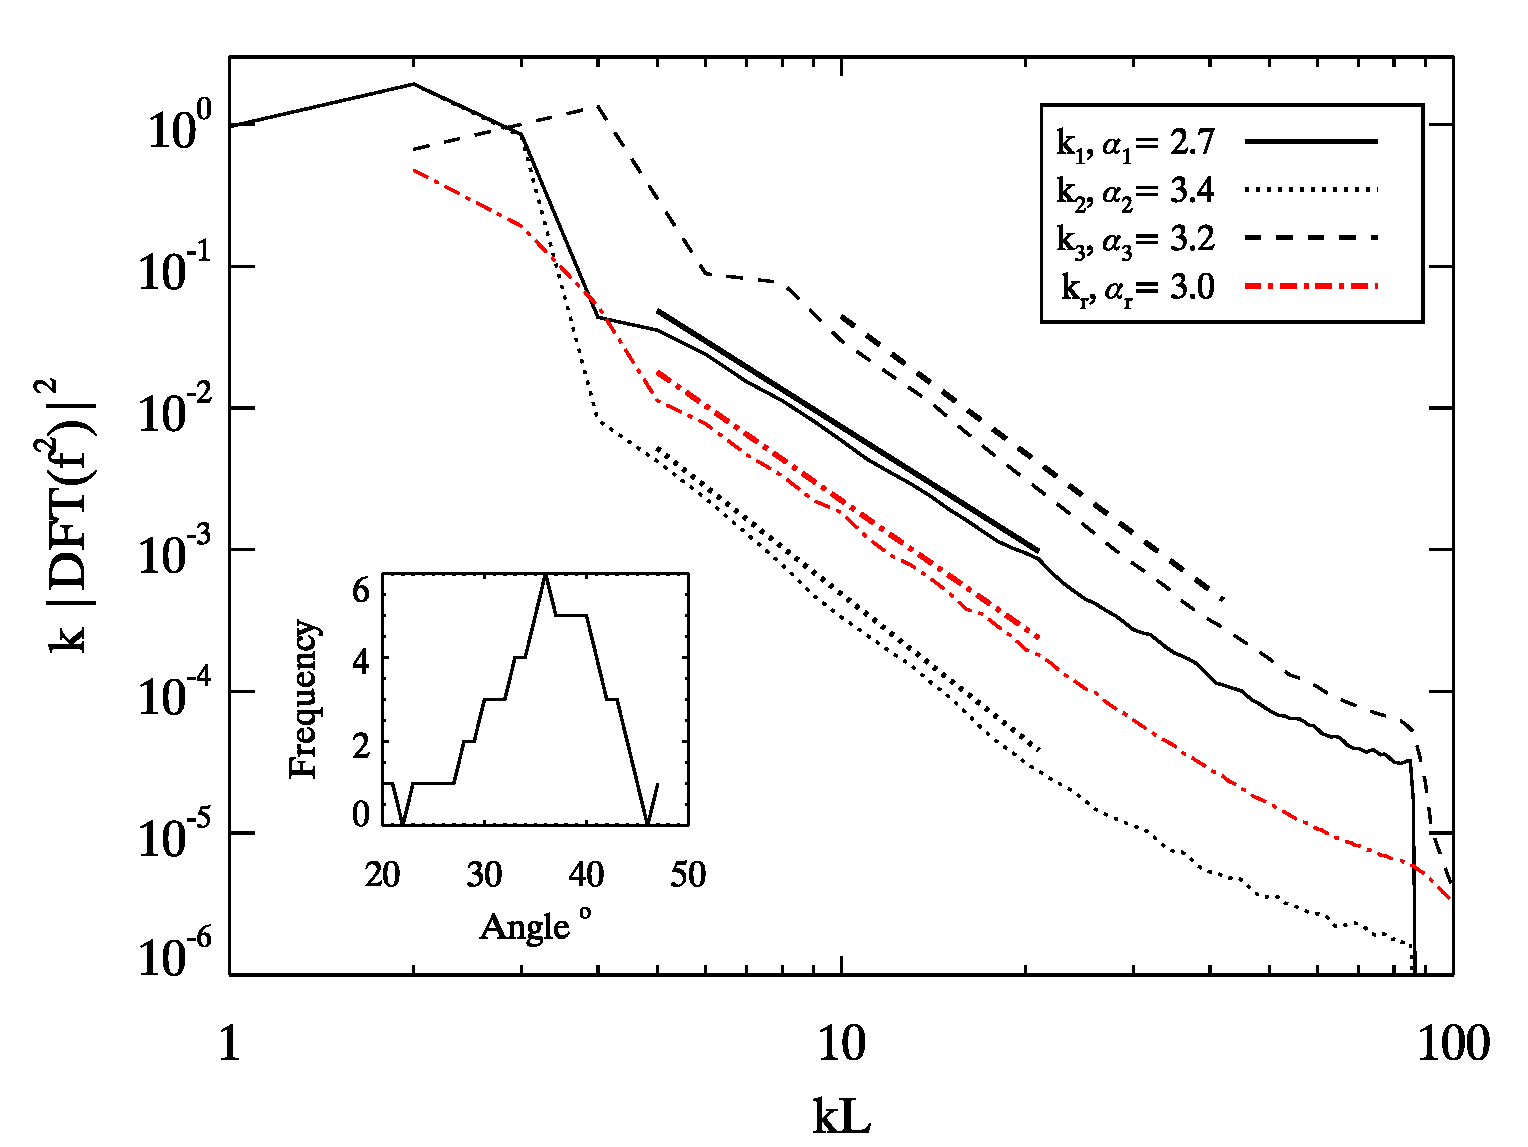 k₁, α₁= 2.7
k₂, α₂= 3.4
k₃, α₃= 3.2
kᵣ, αᵣ= 3.0
10⁰
10⁻¹
10⁻²
10⁻³
10⁻⁴
10⁻⁵
10⁻⁶
k |DFT(f²)|²
6
4
2
0
Frequency
20 30 40 50
Angle °
1 10 100
kL